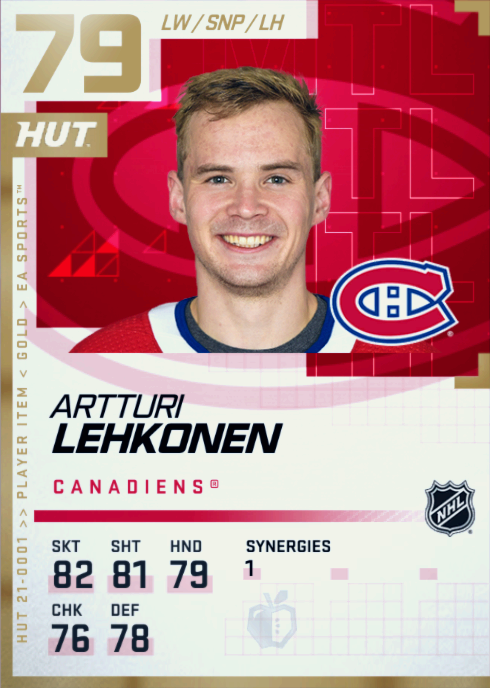 79
LW / SNP / LH
HUT
MTL
ARTTURI
LEHKONEN
CANADIENS
NHL
SKT SHT HND SYNERGIES
82 81 79 1
CHK DEF
76 78
HUT 21-0001 >> PLAYER ITEM < GOLD > EA SPORTS™